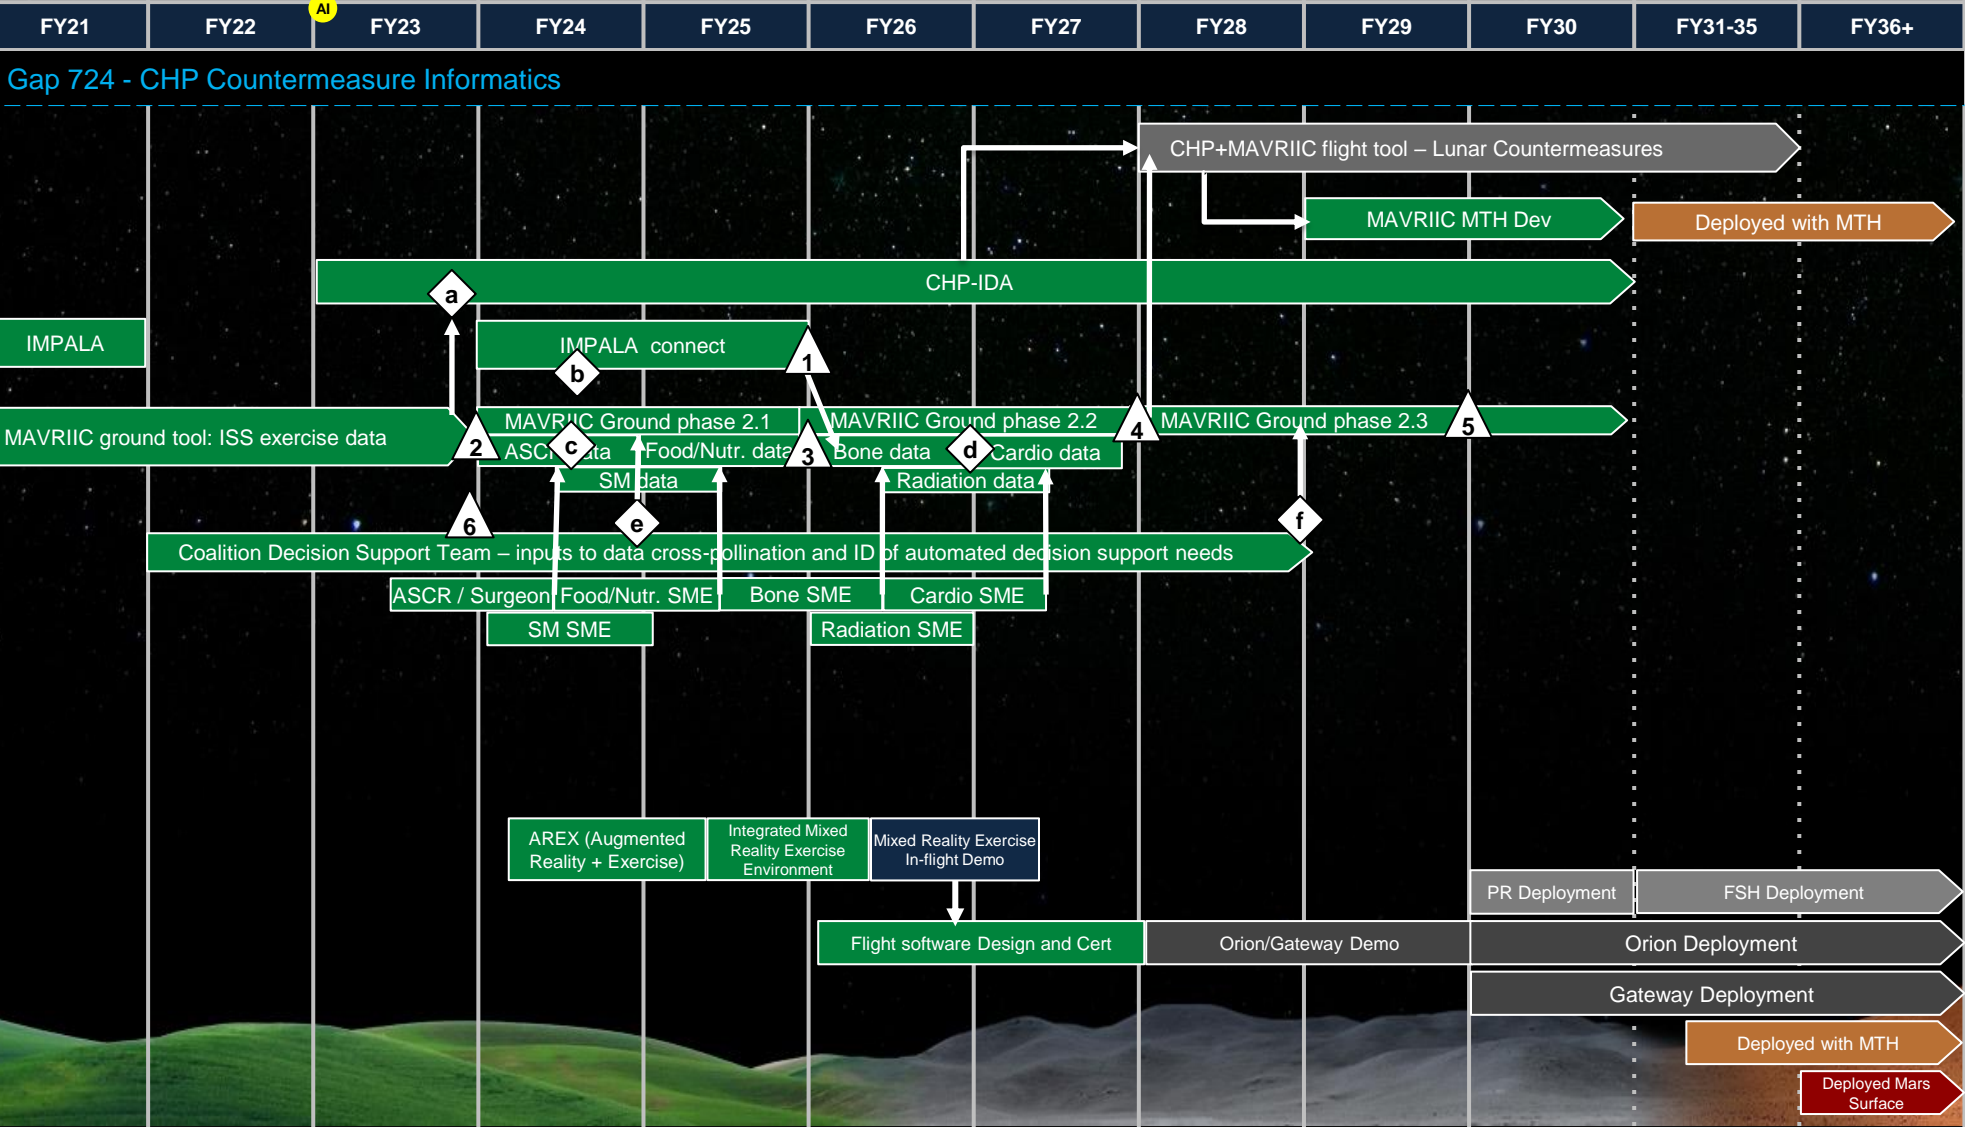 AI
FY21
FY22
FY23
FY24
FY25
FY26
FY27
FY28
FY29
FY30
FY31-35
FY36+
Gap 724 - CHP Countermeasure Informatics
CHP+MAVRIIC flight tool – Lunar Countermeasures
MAVRIIC MTH Dev
Deployed with MTH
CHP-IDA
a
IMPALA
IMPALA connect
b
1
MAVRIIC ground tool: ISS exercise data
2
MAVRIIC Ground phase 2.1
MAVRIIC Ground phase 2.2
4
MAVRIIC Ground phase 2.3
5
c
Food/Nutr. data
3
Bone data
d
Cardio data
SM data
Radiation data
6
e
f
Coalition Decision Support Team – inputs to data cross-pollination and ID of automated decision support needs
ASCR / Surgeon
Food/Nutr. SME
Bone SME
Cardio SME
SM SME
Radiation SME
AREX (Augmented
Reality + Exercise)
Integrated Mixed
Reality Exercise
Environment
Mixed Reality Exercise
In-flight Demo
PR Deployment
FSH Deployment
Flight software Design and Cert
Orion/Gateway Demo
Orion Deployment
Gateway Deployment
Deployed with MTH
Deployed Mars
Surface